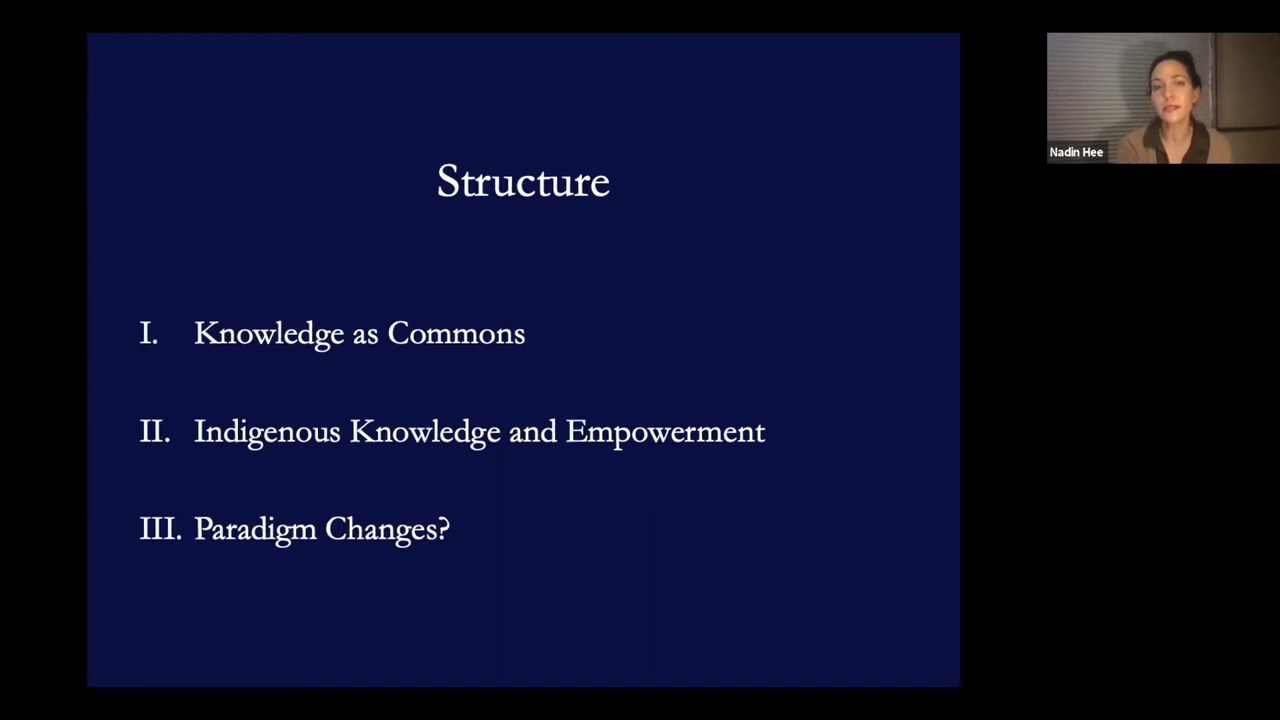 Structure
I. Knowledge as Commons
II. Indigenous Knowledge and Empowerment
III. Paradigm Changes?
Nadin Hee